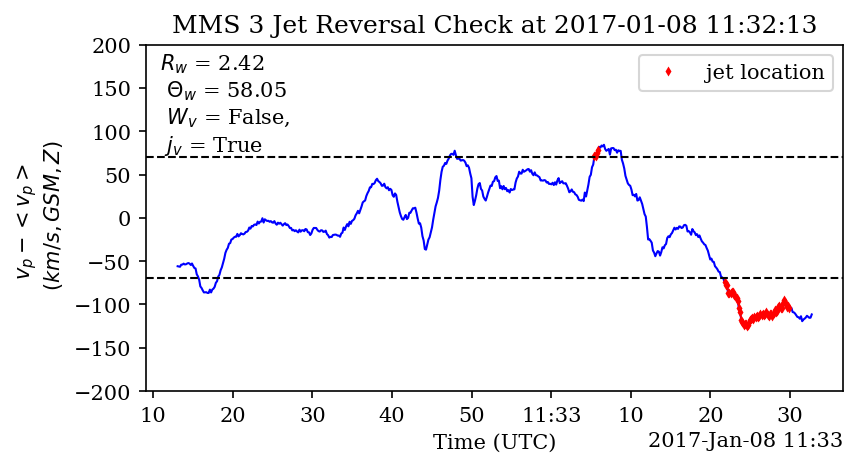 MMS 3 Jet Reversal Check at 2017-01-08 11:32:13
R_w = 2.42
Θ_w = 58.05
W_v = False,
j_v = True
jet location
v_p − < v_p >
(km/s, GSM, Z)
200
150
100
50
0
−50
−100
−150
−200
10 20 30 40 50 11:33 10 20 30
Time (UTC)
2017-Jan-08 11:33